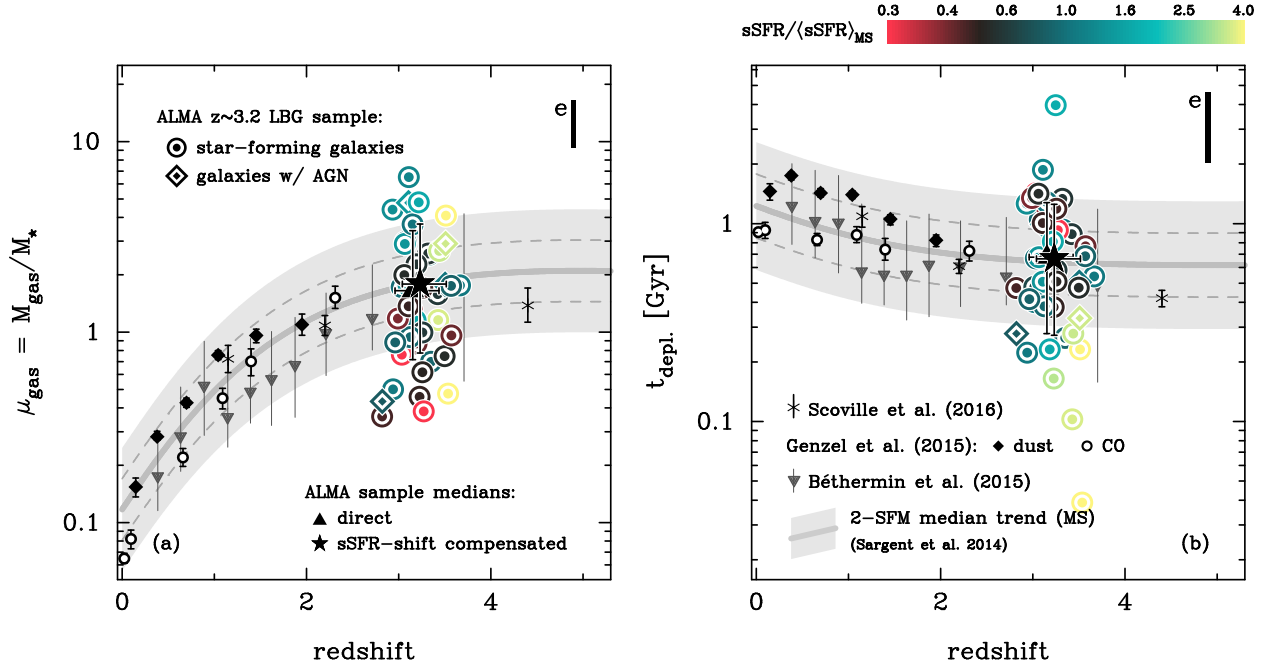 sSFR/⟨sSFR⟩MS
0.3 0.4 0.6 1.0 1.6 2.5 4.0
ALMA z~3.2 LBG sample:
star-forming galaxies
galaxies w/ AGN
e
10
1
0.1
μgas = Mgas/M★
ALMA sample medians:
direct
sSFR-shift compensated
(a)
0 2 4
redshift
e
1
0.1
tdepl. [Gyr]
Scoville et al. (2016)
Genzel et al. (2015): dust CO
Béthermin et al. (2015)
2-SFM median trend (MS)
(Sargent et al. 2014)
(b)
0 2 4
redshift